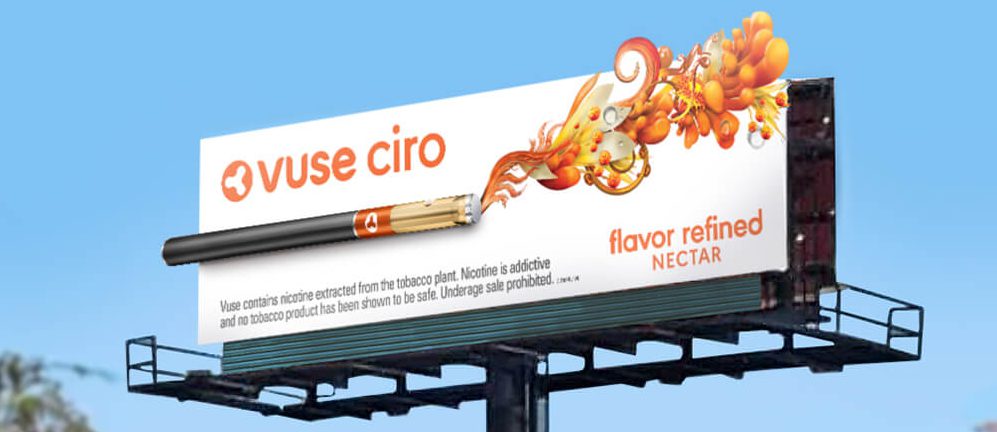 vuse ciro
Vuse contains nicotine extracted from the tobacco plant. Nicotine is addictive
and no tobacco product has been shown to be safe. Underage sale prohibited.
flavor refined
NECTAR